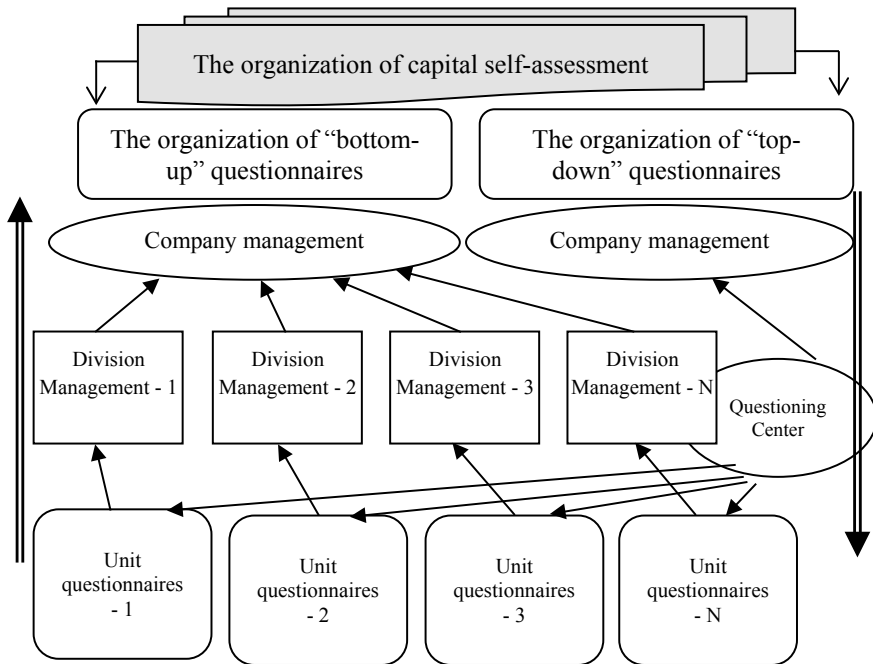 The organization of capital self-assessment
The organization of “bottom-
up” questionnaires
The organization of “top-
down” questionnaires
Company management
Company management
Division
Management - 1
Division
Management - 2
Division
Management - 3
Division
Management - N
Questioning
Center
Unit
questionnaires
- 1
Unit
questionnaires
- 2
Unit
questionnaires
- 3
Unit
questionnaires
- N